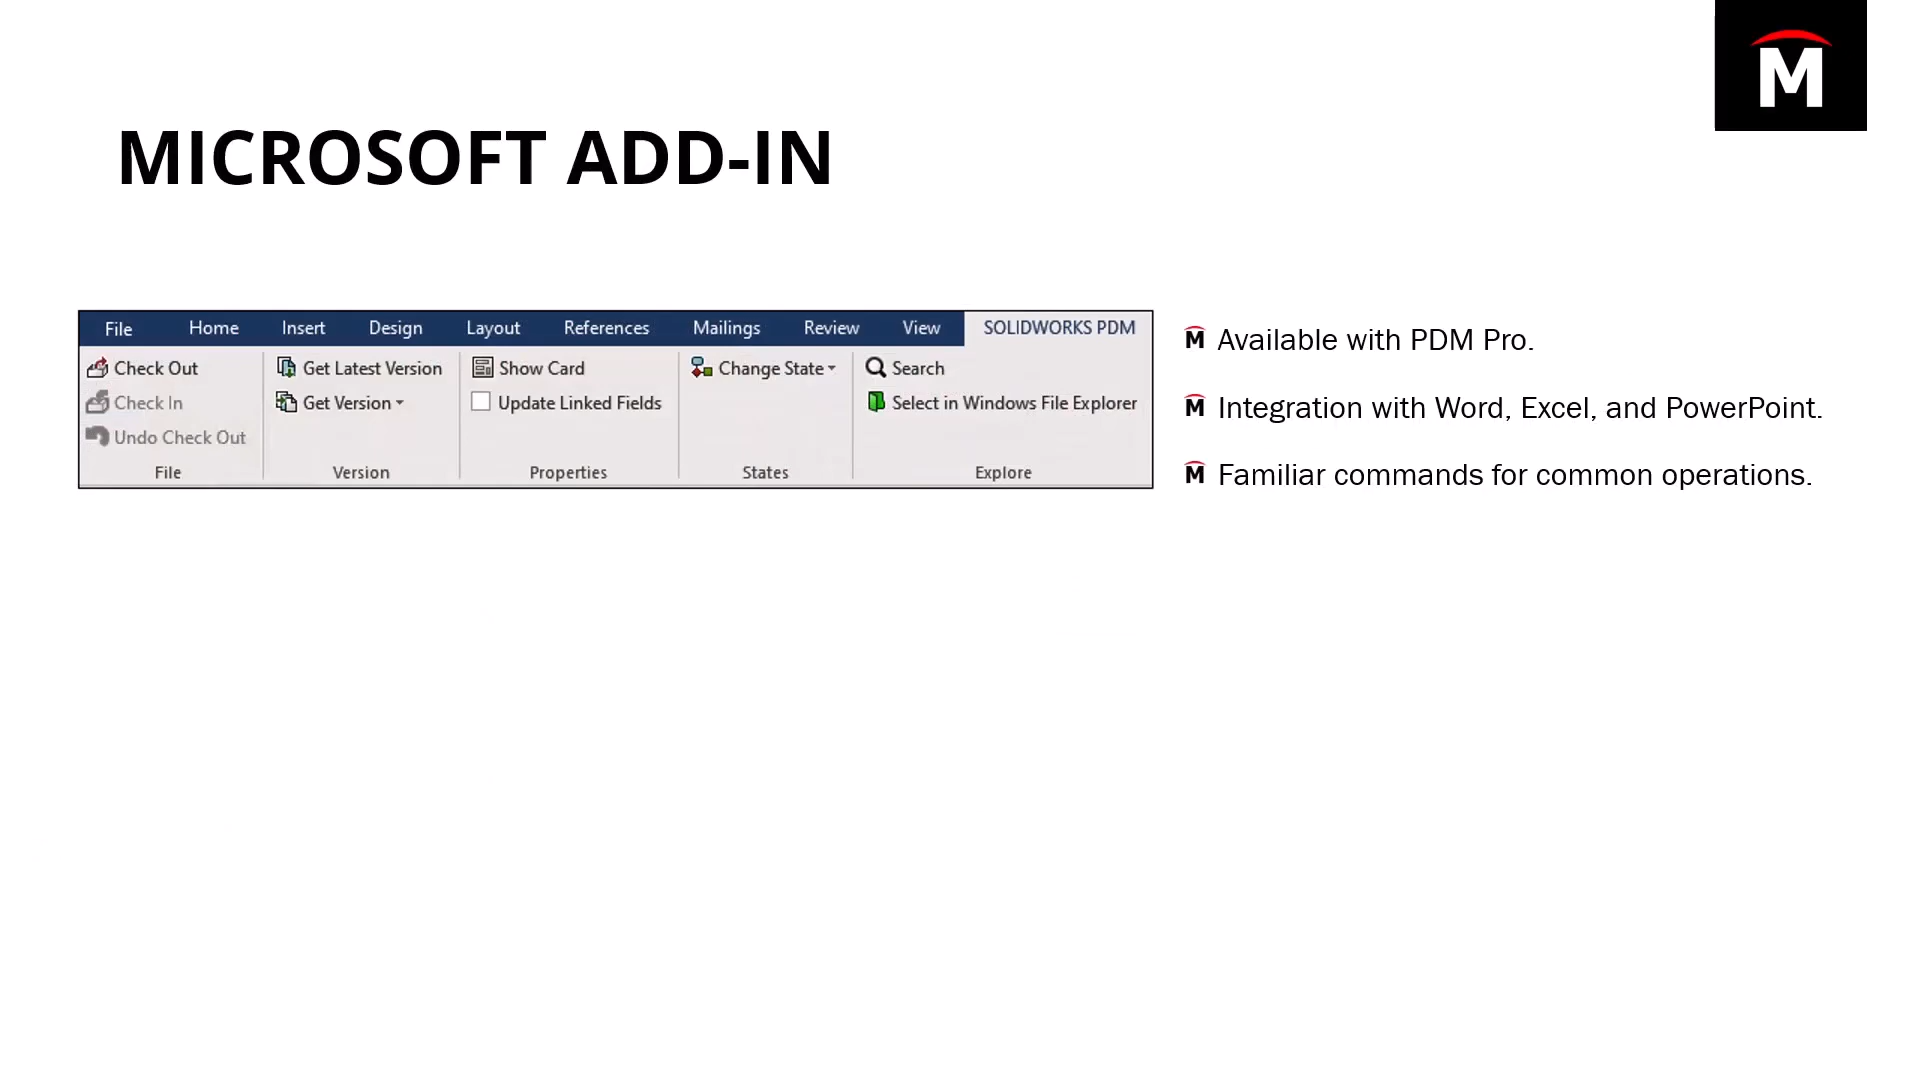 M
MICROSOFT ADD-IN
File Home Insert Design Layout References Mailings Review View SOLIDWORKS PDM
Check Out Get Latest Version Show Card Change State Search
Check In Get Version Update Linked Fields Select in Windows File Explorer
Undo Check Out
File Version Properties States Explore
M Available with PDM Pro.
M Integration with Word, Excel, and PowerPoint.
M Familiar commands for common operations.